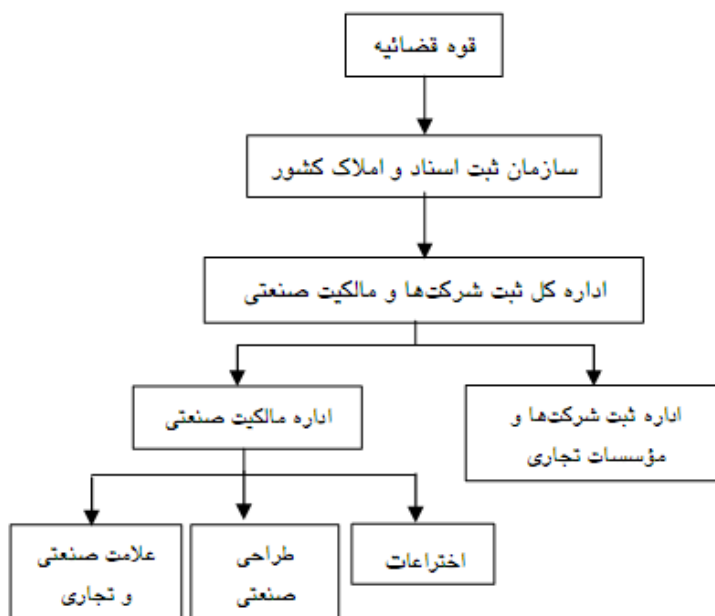 قوه قضائیه
سازمان ثبت اسناد و املاک کشور
اداره کل ثبت شرکت‌ها و مالکیت صنعتی
اداره ثبت شرکت‌ها و
مؤسسات تجاری
اداره مالکیت صنعتی
اختراعات
طراحی
صنعتی
علامت صنعتی
و تجاری